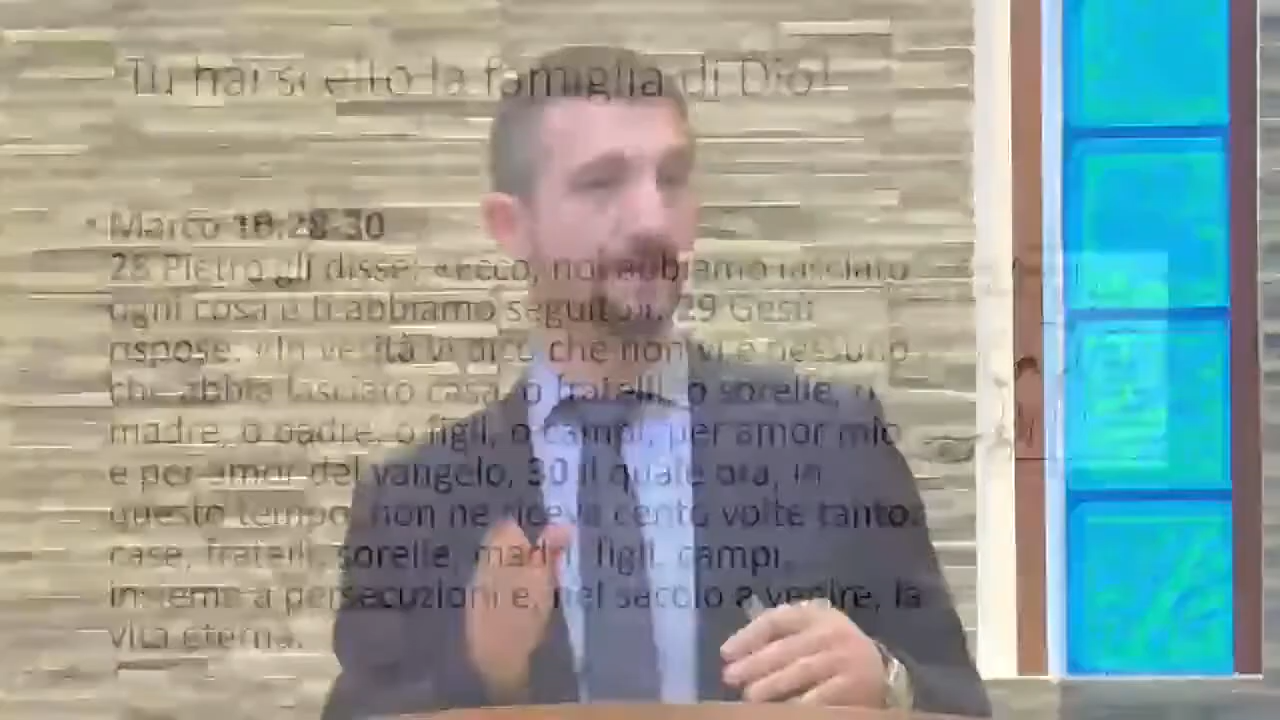 Tu hai scelto la famiglia di Dio!
• Marco 10:28-30
28 Pietro gli disse: «Ecco, noi abbiamo lasciato
ogni cosa e ti abbiamo seguito». 29 Gesù
rispose: «In verità vi dico che non vi è nessuno
che abbia lasciato casa, o fratelli, o sorelle, o
madre, o padre, o figli, o campi, per amor mio
e per amor del vangelo, 30 il quale ora, in
questo tempo, non ne riceva cento volte tanto:
case, fratelli, sorelle, madri, figli, campi,
insieme a persecuzioni e, nel secolo a venire, la
vita eterna.